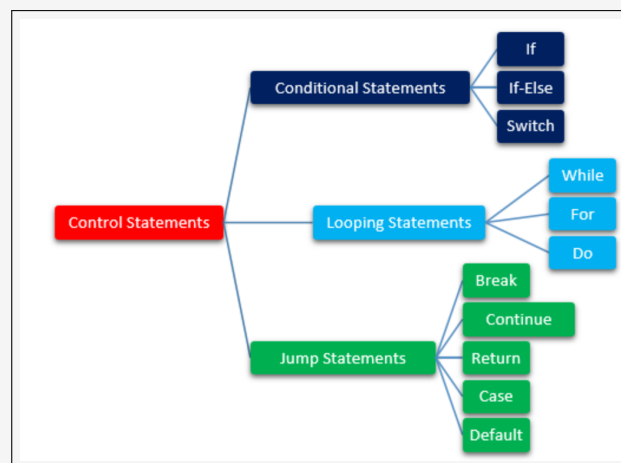 If
Conditional Statements
If-Else
Switch
While
Control Statements
Looping Statements
For
Do
Break
Continue
Jump Statements
Return
Case
Default